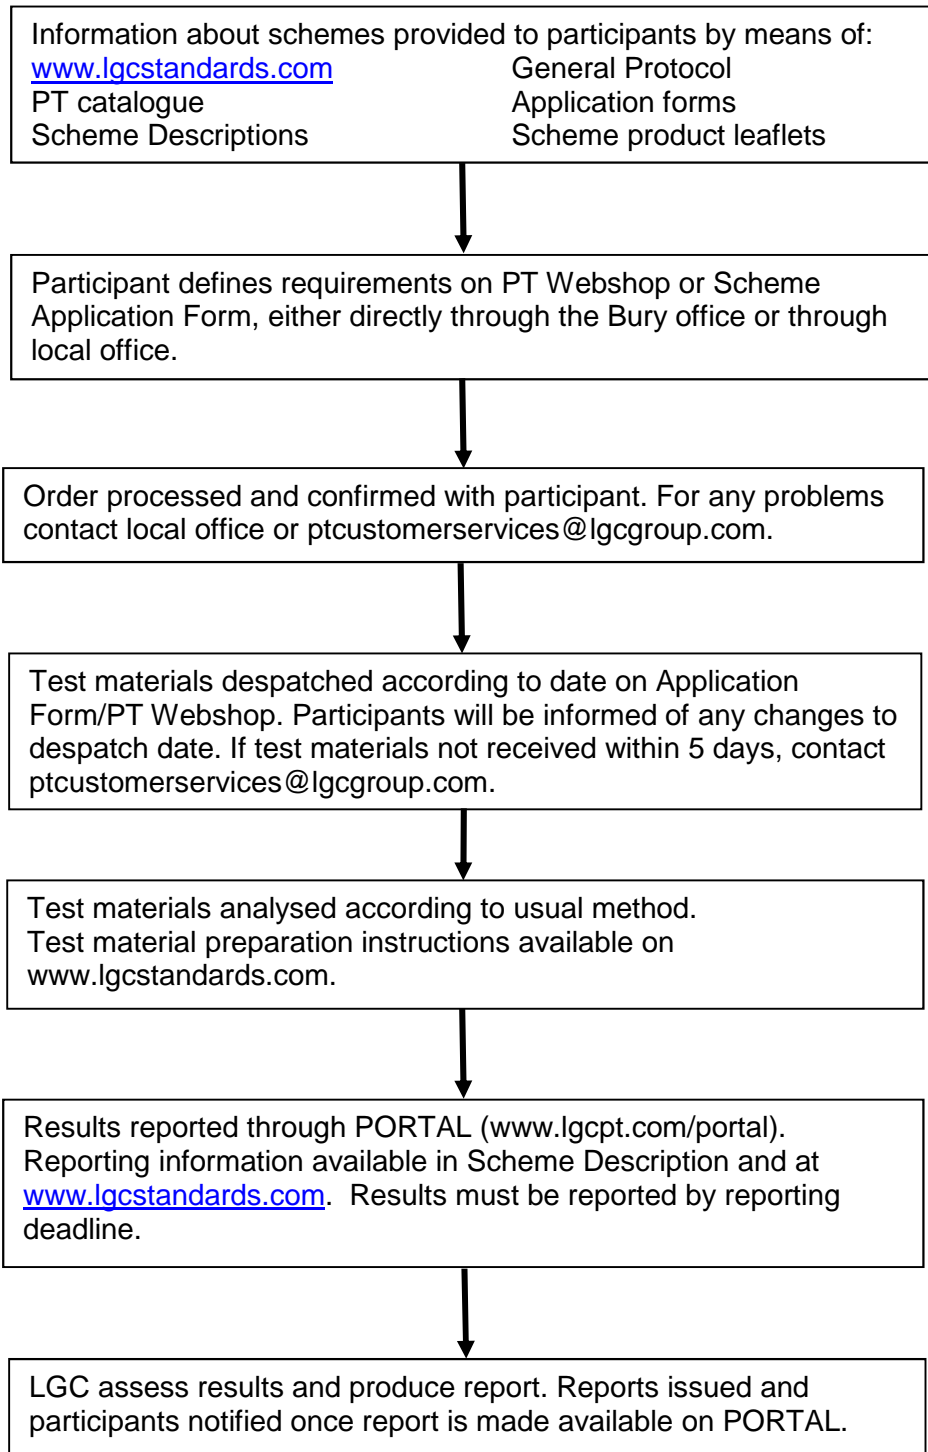 Information about schemes provided to participants by means of:
www.lgcstandards.com General Protocol
PT catalogue Application forms
Scheme Descriptions Scheme product leaflets
Participant defines requirements on PT Webshop or Scheme
Application Form, either directly through the Bury office or through
local office.
Order processed and confirmed with participant. For any problems
contact local office or ptcustomerservices@lgcgroup.com.
Test materials despatched according to date on Application
Form/PT Webshop. Participants will be informed of any changes to
despatch date. If test materials not received within 5 days, contact
ptcustomerservices@lgcgroup.com.
Test materials analysed according to usual method.
Test material preparation instructions available on
www.lgcstandards.com.
Results reported through PORTAL (www.lgcpt.com/portal).
Reporting information available in Scheme Description and at
www.lgcstandards.com. Results must be reported by reporting
deadline.
LGC assess results and produce report. Reports issued and
participants notified once report is made available on PORTAL.